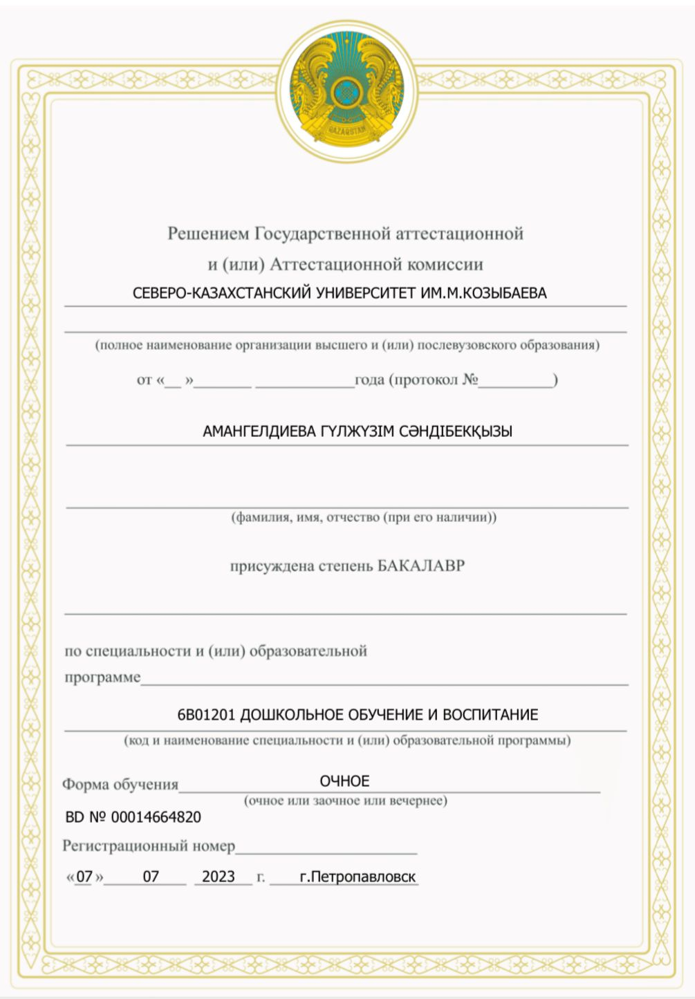 QAZAQSTAN
Решением Государственной аттестационной
и (или) Аттестационной комиссии
СЕВЕРО-КАЗАХСТАНСКИЙ УНИВЕРСИТЕТ ИМ.М.КОЗЫБАЕВА
(полное наименование организации высшего и (или) послевузовского образования)
от «__ »_______ ____________года (протокол №_________)
АМАНГЕЛДИЕВА ГҮЛЖҮЗІМ СӘНДІБЕКҚЫЗЫ
(фамилия, имя, отчество (при его наличии))
присуждена степень БАКАЛАВР
по специальности и (или) образовательной
программе
6В01201 ДОШКОЛЬНОЕ ОБУЧЕНИЕ И ВОСПИТАНИЕ
(код и наименование специальности и (или) образовательной программы)
Форма обучения ОЧНОЕ
(очное или заочное или вечернее)
BD № 00014664820
Регистрационный номер
«07» 07 2023 г. г.Петропавловск